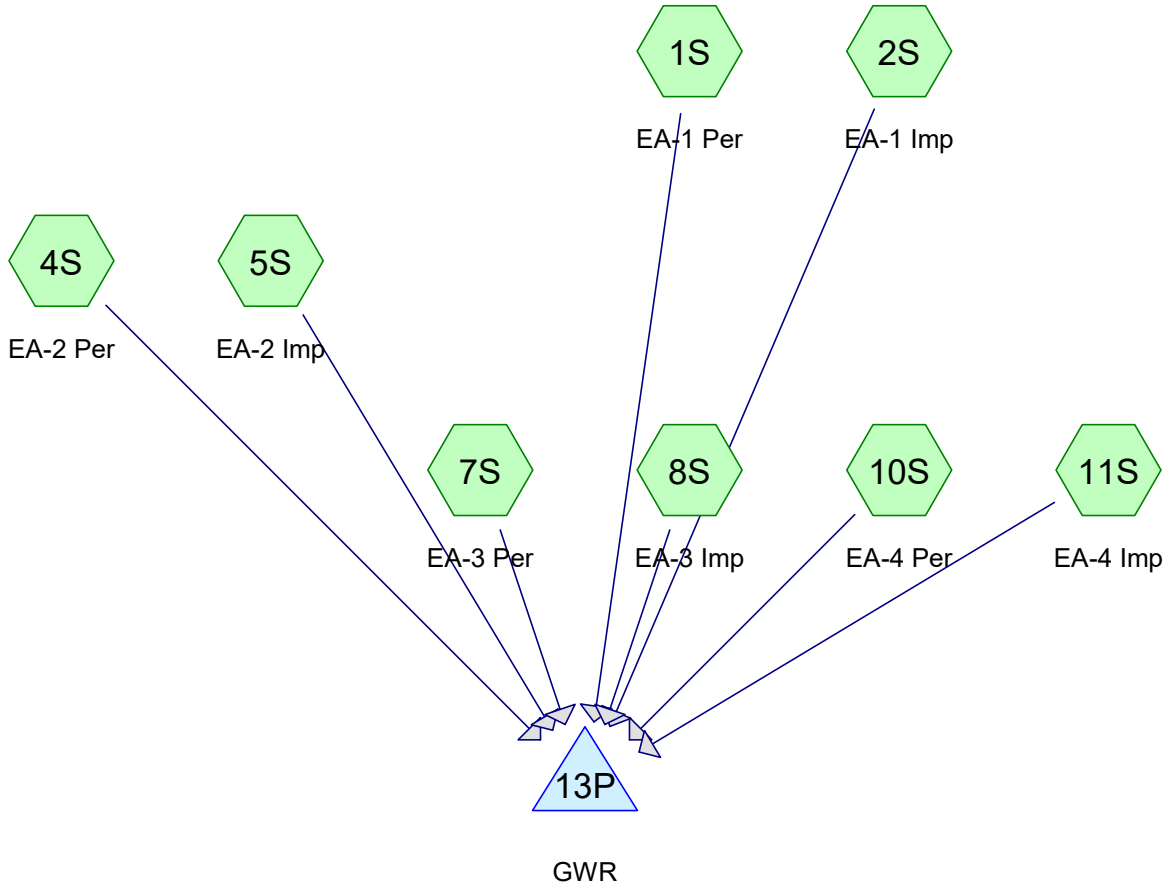 1S
2S
EA-1 Per
EA-1 Imp
4S
5S
EA-2 Per
EA-2 Imp
7S
8S
10S
11S
EA-3 Per
EA-3 Imp
EA-4 Per
EA-4 Imp
13P
GWR